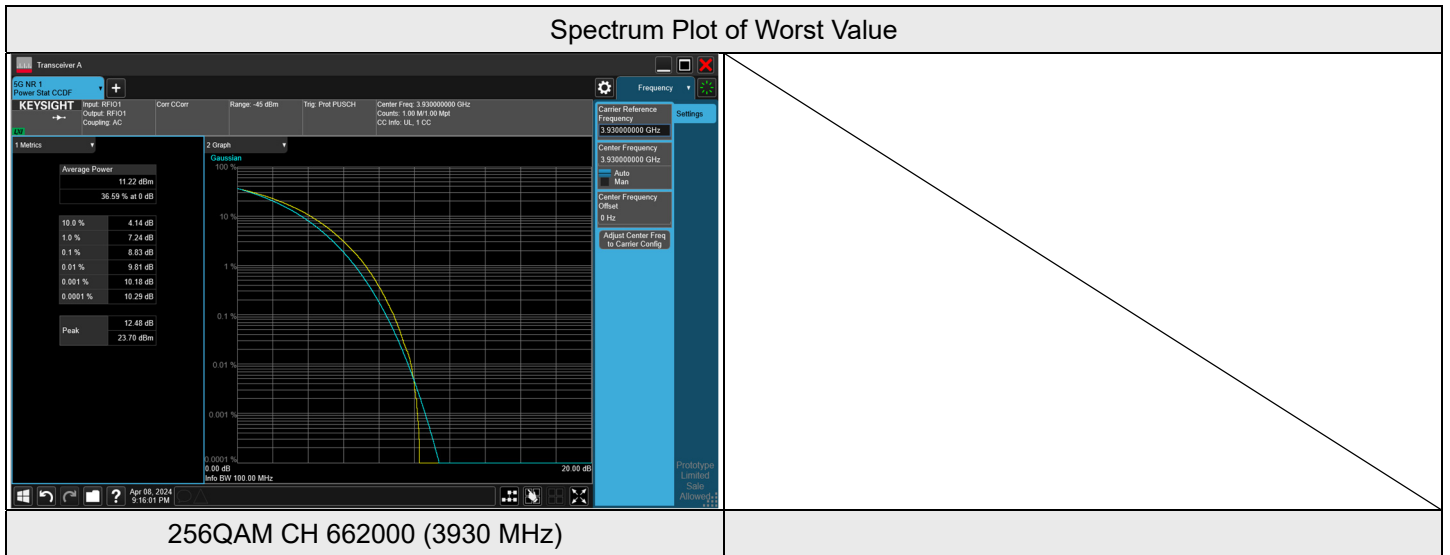 Spectrum Plot of Worst Value
Transceiver A
5G NR 1
Power Stat CCDF
+
Frequency
KEYSIGHT
Input: RFIO1
Output: RFIO1
Coupling: AC
Corr CCorr
Range: -45 dBm
Trig: Prot PUSCH
Center Freq: 3.930000000 GHz
Counts: 1.00 M/1.00 Mpt
CC Info: UL, 1 CC
LXI
1 Metrics
Average Power
11.22 dBm
36.59 % at 0 dB
10.0 % 4.14 dB
1.0 % 7.24 dB
0.1 % 8.83 dB
0.01 % 9.81 dB
0.001 % 10.18 dB
0.0001 % 10.29 dB
Peak
12.48 dB
23.70 dBm
2 Graph
Gaussian
100 %
10 %
1 %
0.1 %
0.01 %
0.001 %
0.0001 %
0.00 dB
20.00 dB
Info BW 100.00 MHz
Carrier Reference
Frequency
3.930000000 GHz
Center Frequency
3.930000000 GHz
Auto
Man
Center Frequency
Offset
0 Hz
Adjust Center Freq
to Carrier Config
Settings
Prototype
Limited
Sale
Allowed
?
Apr 08, 2024
9:16:01 PM
256QAM CH 662000 (3930 MHz)